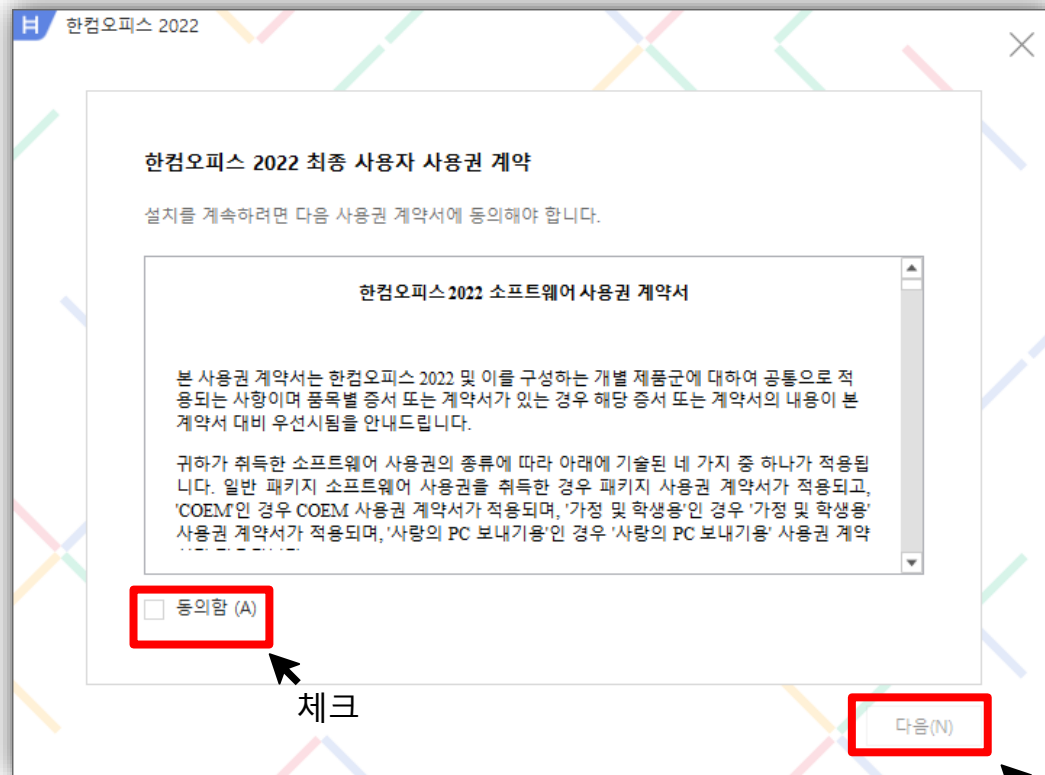 한컴오피스 2022
한컴오피스 2022 최종 사용자 사용권 계약
설치를 계속하려면 다음 사용권 계약서에 동의해야 합니다.
한컴오피스 2022 소프트웨어 사용권 계약서
본 사용권 계약서는 한컴오피스 2022 및 이를 구성하는 개별 제품군에 대하여 공통으로 적
용되는 사항이며 품목별 증서 또는 계약서가 있는 경우 해당 증서 또는 계약서의 내용이 본
계약서 대비 우선시됨을 안내드립니다.
귀하가 취득한 소프트웨어 사용권의 종류에 따라 아래에 기술된 네 가지 중 하나가 적용됩
니다. 일반 패키지 소프트웨어 사용권을 취득한 경우 패키지 사용권 계약서가 적용되고,
'COEM'인 경우 COEM 사용권 계약서가 적용되며, '가정 및 학생용'인 경우 '가정 및 학생용'
사용권 계약서가 적용되며, '사랑의 PC 보내기용'인 경우 '사랑의 PC 보내기용' 사용권 계약
동의함 (A)
체크
다음(N)